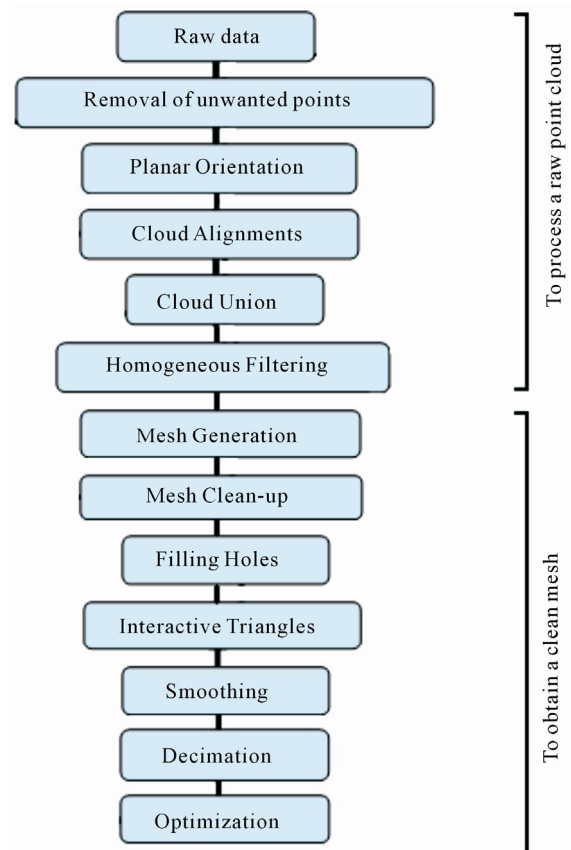 Raw data
Removal of unwanted points
Planar Orientation
Cloud Alignments
Cloud Union
Homogeneous Filtering
To process a raw point cloud
Mesh Generation
Mesh Clean-up
Filling Holes
Interactive Triangles
Smoothing
Decimation
Optimization
To obtain a clean mesh